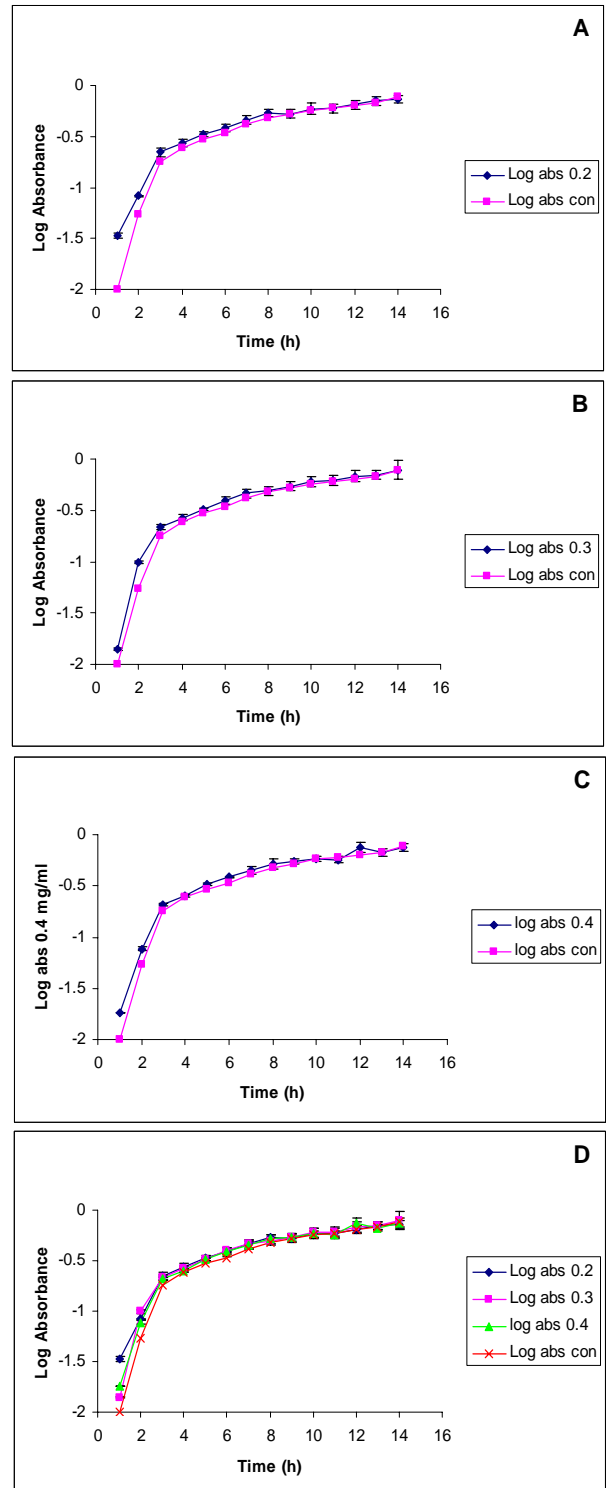 A
0
-0.5
-1
-1.5
-2
0 2 4 6 8 10 12 14 16
Log Absorbance
Time (h)
Log abs 0.2
Log abs con
B
0
-0.5
-1
-1.5
-2
0 2 4 6 8 10 12 14 16
Log Absorbance
Time (h)
Log abs 0.3
Log abs con
C
0
-0.5
-1
-1.5
-2
0 2 4 6 8 10 12 14 16
Log abs 0.4 mg/ml
Time (h)
log abs 0.4
log abs con
D
0
-0.5
-1
-1.5
-2
0 2 4 6 8 10 12 14 16
Log Absorbance
Time (h)
Log abs 0.2
Log abs 0.3
log abs 0.4
Log abs con